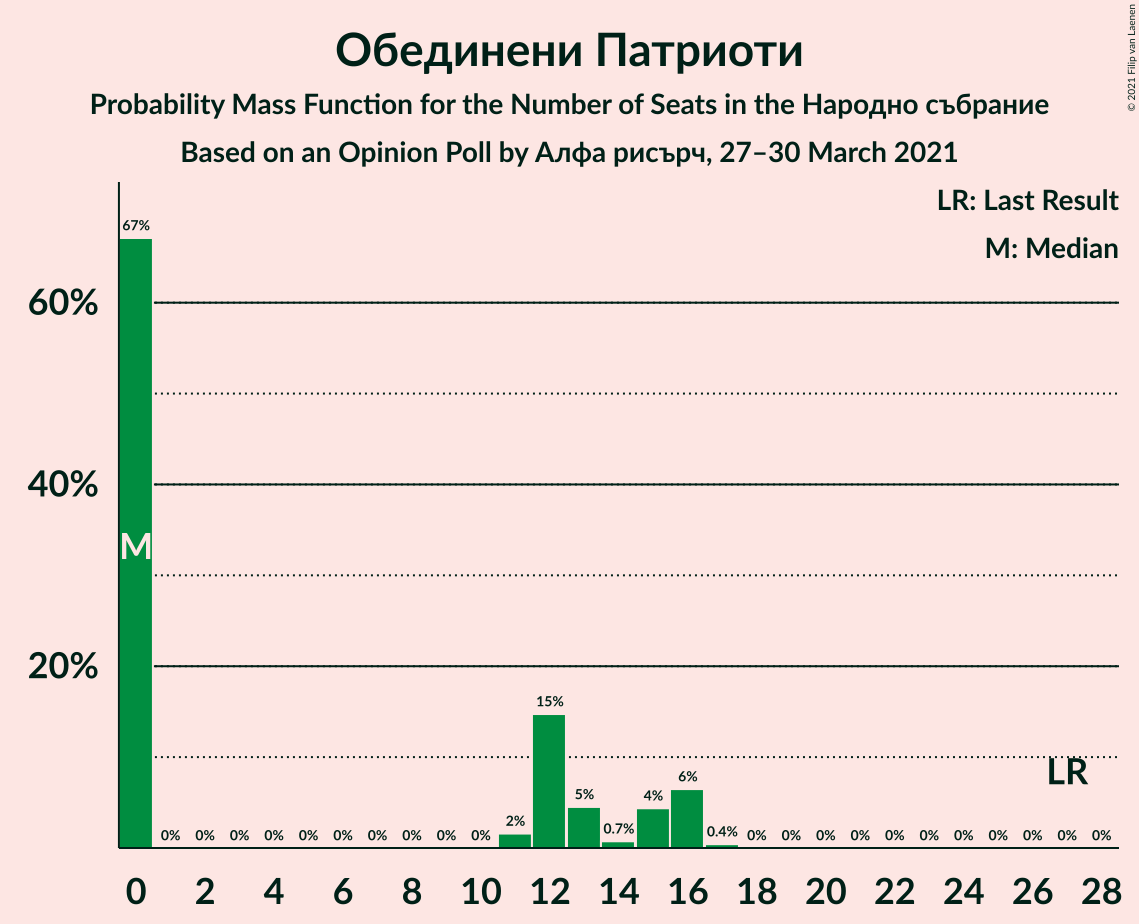 Обединени Патриоти
Probability Mass Function for the Number of Seats in the Народно събрание
Based on an Opinion Poll by Алфа рисърч, 27–30 March 2021
© 2021 Filip van Laenen
LR: Last Result
M: Median
67%
60%
40%
20%
M
LR
0% 0% 0% 0% 0% 0% 0% 0% 0% 0% 2% 15% 5% 0.7% 4% 6% 0.4% 0% 0% 0% 0% 0% 0% 0% 0% 0% 0% 0%
0 2 4 6 8 10 12 14 16 18 20 22 24 26 28